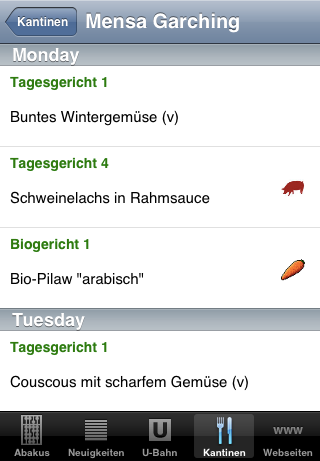 Kantinen
Mensa Garching
Monday
Tagesgericht 1
Buntes Wintergemüse (v)
Tagesgericht 4
Schweinelachs in Rahmsauce
Biogericht 1
Bio-Pilaw "arabisch"
Tuesday
Tagesgericht 1
Couscous mit scharfem Gemüse (v)
U
www
Abakus
Neuigkeiten
U-Bahn
Kantinen
Webseiten